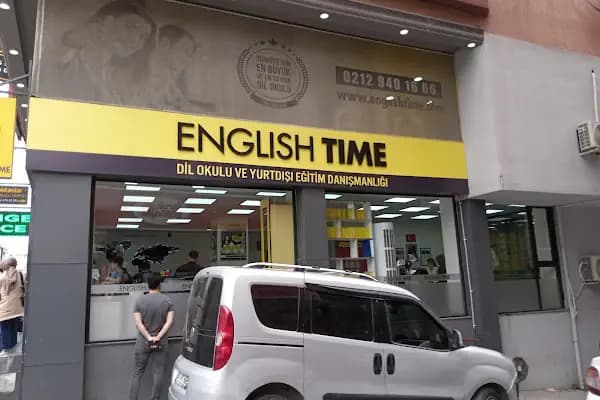 TÜRKİYE'NİN
EN BÜYÜK
DİL OKULU
0212 940 16 66
www.englishtime.com
ENGLISH TIME
DİL OKULU VE YURTDIŞI EĞİTİM DANIŞMANLIĞI
ENGLISH